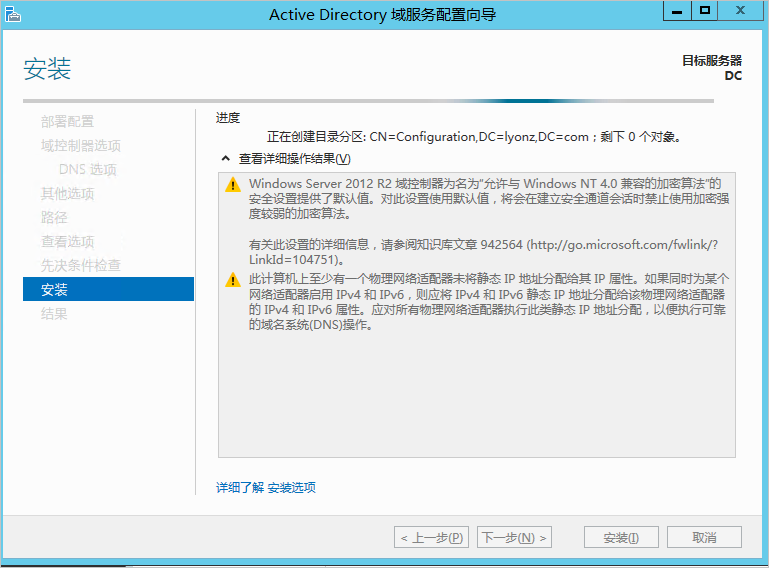 Active Directory 域服务配置向导
安装
目标服务器
DC
部署配置
域控制器选项
DNS 选项
其他选项
路径
查看选项
先决条件检查
安装
结果
进度
正在创建目录分区: CN=Configuration,DC=lyonz,DC=com；剩下 0 个对象。
查看详细操作结果(V)
Windows Server 2012 R2 域控制器为名为"允许与 Windows NT 4.0 兼容的加密算法"的
安全设置提供了默认值。对此设置使用默认值，将会在建立安全通道会话时禁止使用加密强
度较弱的加密算法。
有关此设置的详细信息，请参阅知识库文章 942564 (http://go.microsoft.com/fwlink/?
LinkId=104751)。
此计算机上至少有一个物理网络适配器未将静态 IP 地址分配给其 IP 属性。如果同时为某个
网络适配器启用 IPv4 和 IPv6，则应将 IPv4 和 IPv6 静态 IP 地址分配给该物理网络适配器
的 IPv4 和 IPv6 属性。应对所有物理网络适配器执行此类静态 IP 地址分配，以便执行可靠
的域名系统(DNS)操作。
详细了解 安装选项
< 上一步(P)
下一步(N) >
安装(I)
取消